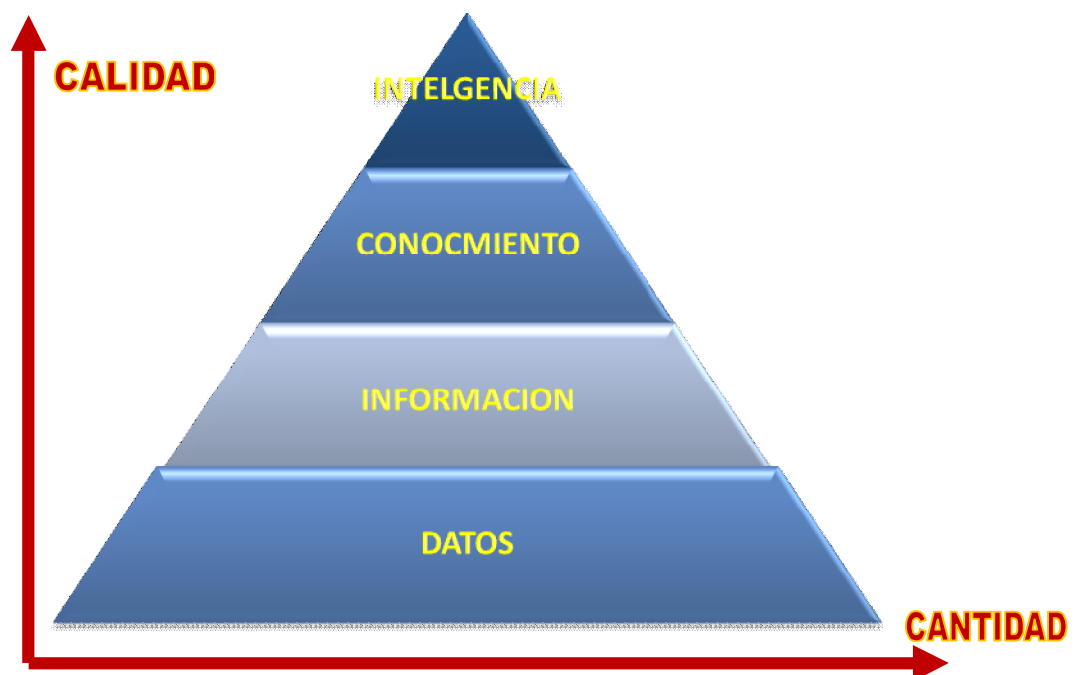 CALIDAD
INTELGENCIA
CONOCMIENTO
INFORMACION
DATOS
CANTIDAD